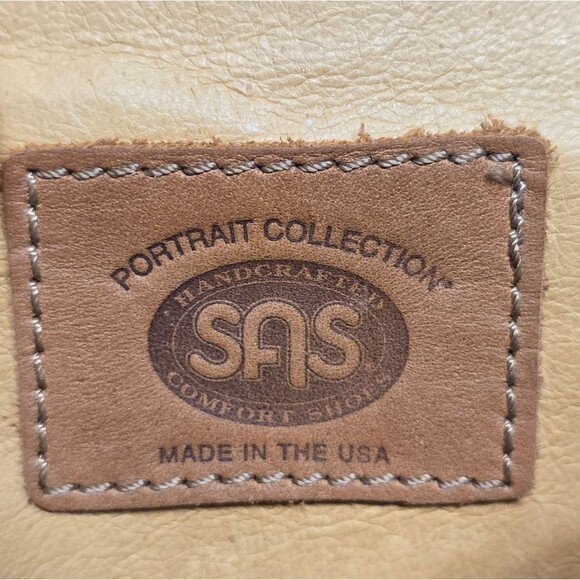 PORTRAIT COLLECTION®
HANDCRAFTED
SAS
COMFORT SHOES
MADE IN THE USA